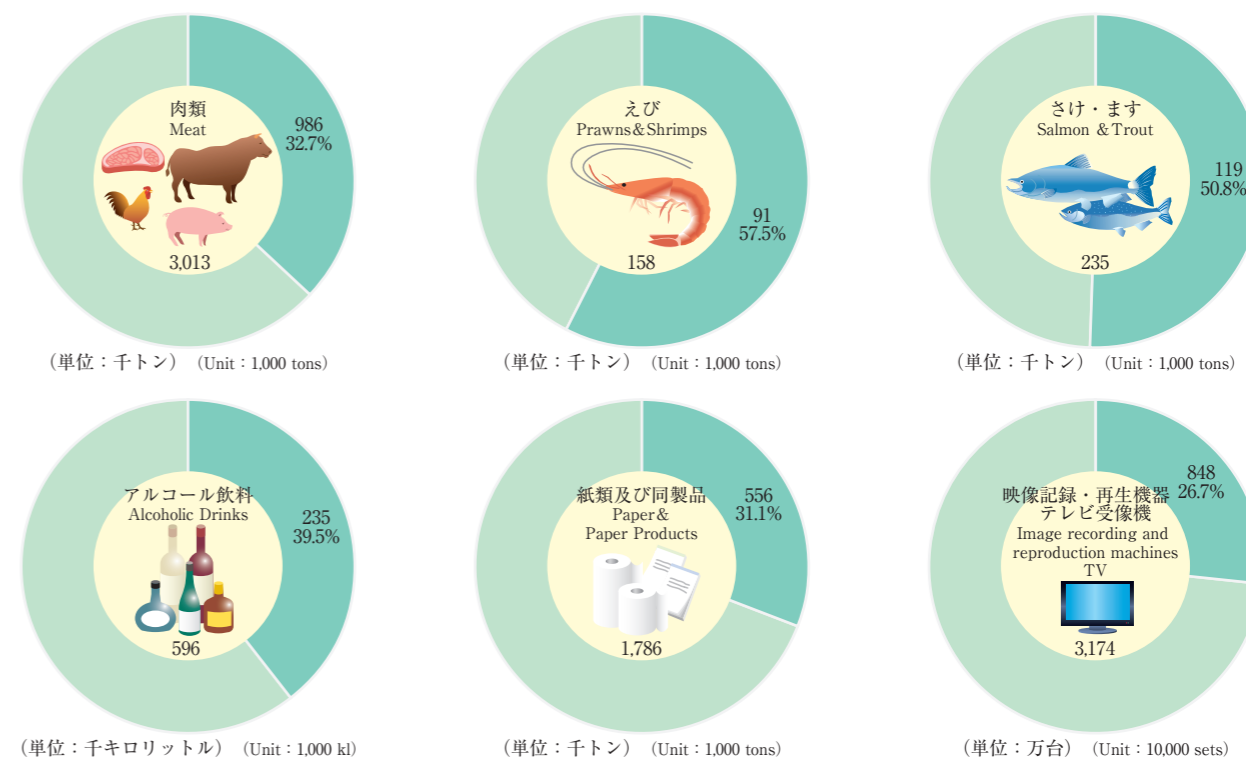 肉類
Meat
986
32.7%
3,013
（単位：千トン） (Unit：1,000 tons)
えび
Prawns&Shrimps
91
57.5%
158
（単位：千トン） (Unit：1,000 tons)
さけ・ます
Salmon &Trout
119
50.8%
235
（単位：千トン） (Unit：1,000 tons)
アルコール飲料
Alcoholic Drinks
235
39.5%
596
（単位：千キロリットル） (Unit：1,000 kl)
紙類及び同製品
Paper&
Paper Products
556
31.1%
1,786
（単位：千トン） (Unit：1,000 tons)
映像記録・再生機器
テレビ受像機
Image recording and
reproduction machines
TV
848
26.7%
3,174
（単位：万台） (Unit：10,000 sets)